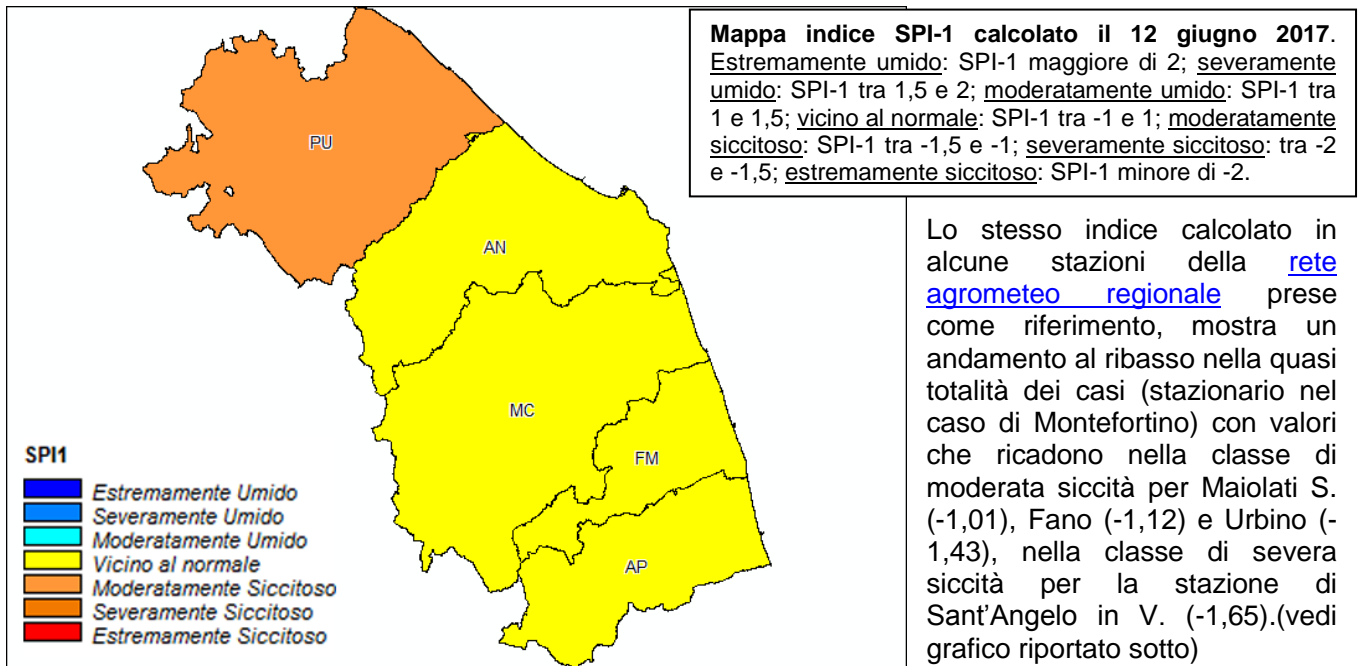 Mappa indice SPI-1 calcolato il 12 giugno 2017.
Estremamente umido: SPI-1 maggiore di 2; severamente
umido: SPI-1 tra 1,5 e 2; moderatamente umido: SPI-1 tra
1 e 1,5; vicino al normale: SPI-1 tra -1 e 1; moderatamente
siccitoso: SPI-1 tra -1,5 e -1; severamente siccitoso: tra -2
e -1,5; estremamente siccitoso: SPI-1 minore di -2.
PU
AN
MC
FM
AP
SPI1
Estremamente Umido
Severamente Umido
Moderatamente Umido
Vicino al normale
Moderatamente Siccitoso
Severamente Siccitoso
Estremamente Siccitoso
Lo stesso indice calcolato in
alcune stazioni della rete
agrometeo regionale prese
come riferimento, mostra un
andamento al ribasso nella quasi
totalità dei casi (stazionario nel
caso di Montefortino) con valori
che ricadono nella classe di
moderata siccità per Maiolati S.
(-1,01), Fano (-1,12) e Urbino (-
1,43), nella classe di severa
siccità per la stazione di
Sant'Angelo in V. (-1,65).(vedi
grafico riportato sotto)